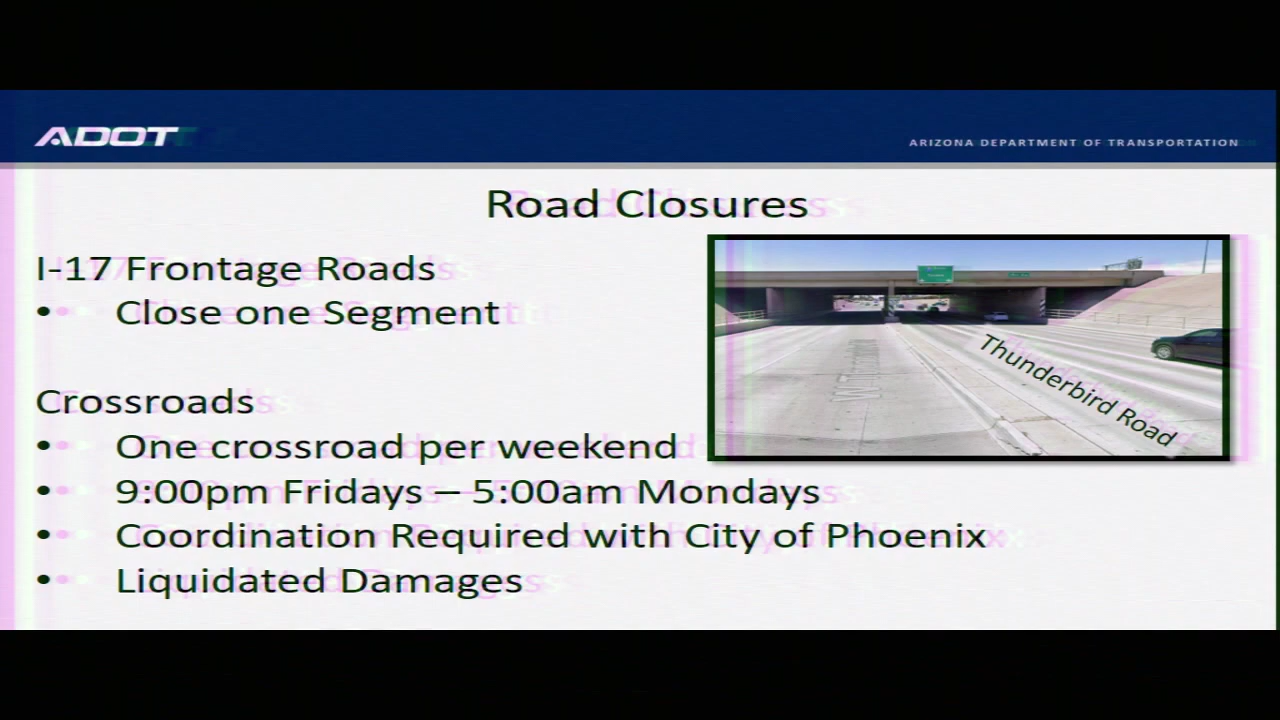 ADOT
ARIZONA DEPARTMENT OF TRANSPORTATION
Road Closures
I-17 Frontage Roads
• Close one Segment
Thunderbird Road
Crossroads
• One crossroad per weekend
• 9:00pm Fridays – 5:00am Mondays
• Coordination Required with City of Phoenix
• Liquidated Damages